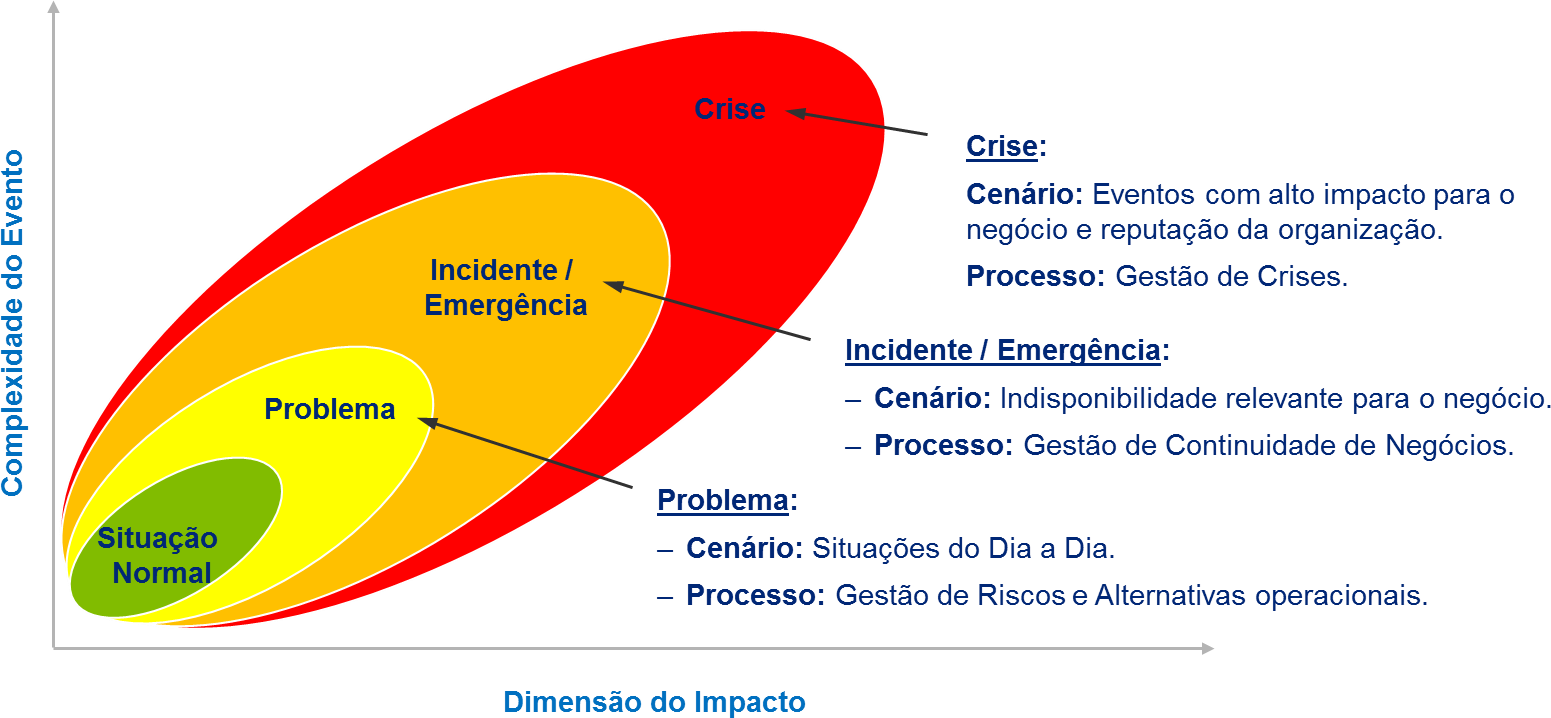 Complexidade do Evento
Crise
Incidente /
Emergência
Problema
Situação
Normal
Crise:
Cenário: Eventos com alto impacto para o
negócio e reputação da organização.
Processo: Gestão de Crises.
Incidente / Emergência:
– Cenário: Indisponibilidade relevante para o negócio.
– Processo: Gestão de Continuidade de Negócios.
Problema:
– Cenário: Situações do Dia a Dia.
– Processo: Gestão de Riscos e Alternativas operacionais.
Dimensão do Impacto